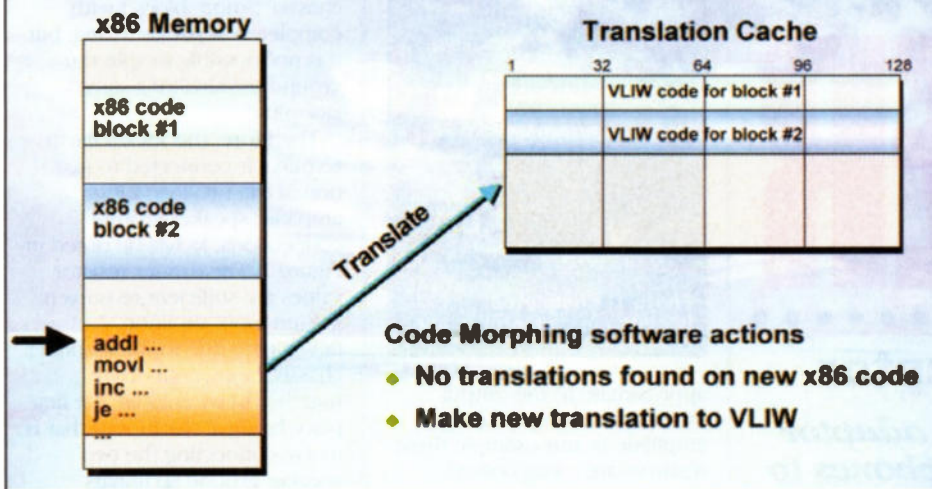 x86 Memory
x86 code
block #1
x86 code
block #2
addl ...
movl ...
inc ...
je ...
...
Translate
Translation Cache
1 32 64 96 128
VLIW code for block #1
VLIW code for block #2
Code Morphing software actions
• No translations found on new x86 code
• Make new translation to VLIW